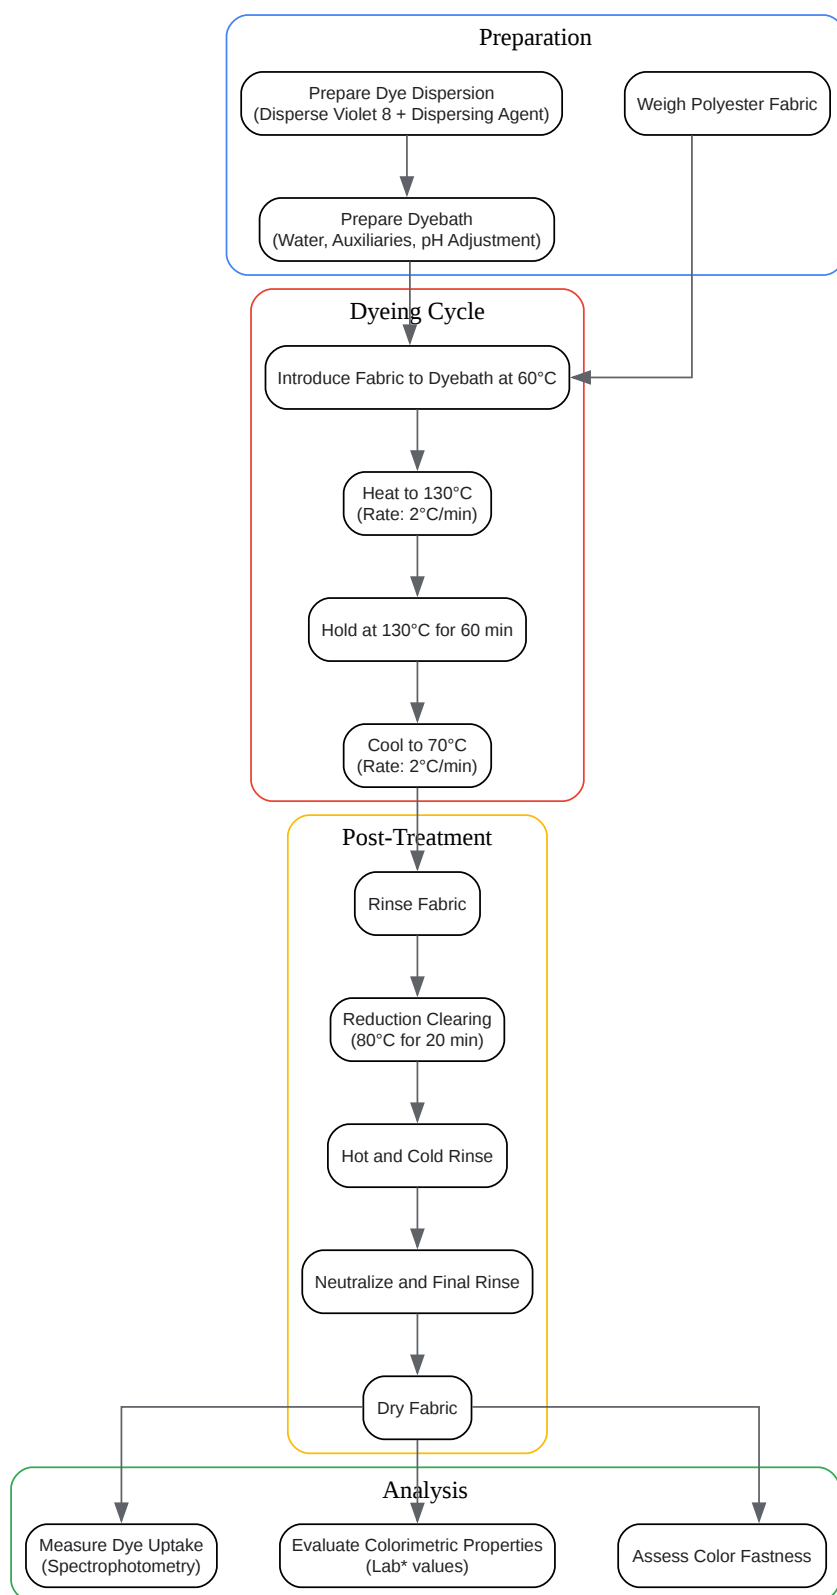 Preparation
Prepare Dye Dispersion
(Disperse Violet 8 + Dispersing Agent)
Weigh Polyester Fabric
Prepare Dyebath
(Water, Auxiliaries, pH Adjustment)
Dyeing Cycle
Introduce Fabric to Dyebath at 60°C
Heat to 130°C
(Rate: 2°C/min)
Hold at 130°C for 60 min
Cool to 70°C
(Rate: 2°C/min)
Post-Treatment
Rinse Fabric
Reduction Clearing
(80°C for 20 min)
Hot and Cold Rinse
Neutralize and Final Rinse
Dry Fabric
Analysis
Measure Dye Uptake
(Spectrophotometry)
Evaluate Colorimetric Properties
(Lab* values)
Assess Color Fastness